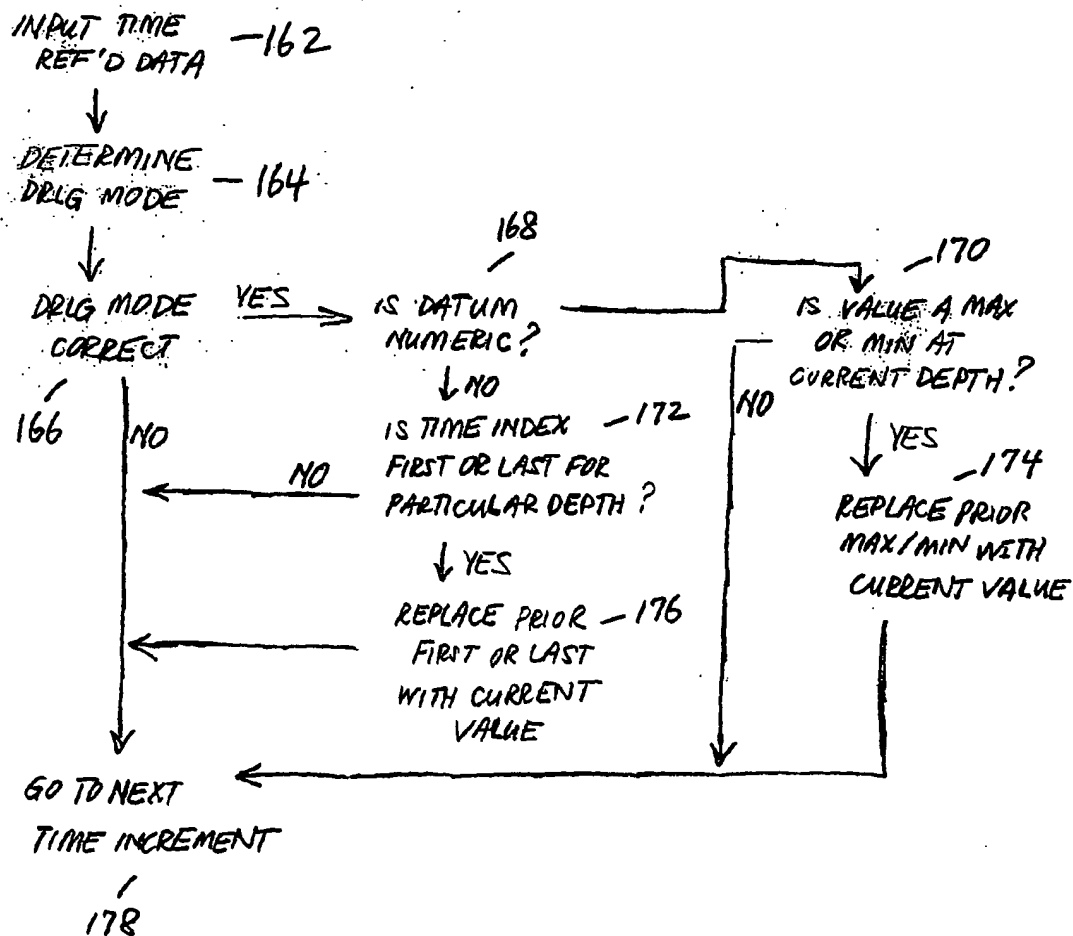 INPUT TIME
REF'D DATA
162
DETERMINE
DRLG MODE
164
DRLG MODE
CORRECT
166
YES
NO
168
IS DATUM
NUMERIC?
NO
170
IS VALUE A MAX
OR MIN AT
CURRENT DEPTH?
NO
YES
IS TIME INDEX
FIRST OR LAST FOR
PARTICULAR DEPTH?
172
NO
YES
174
REPLACE PRIOR
MAX/MIN WITH
CURRENT VALUE
REPLACE PRIOR
FIRST OR LAST
WITH CURRENT
VALUE
176
GO TO NEXT
TIME INCREMENT
178